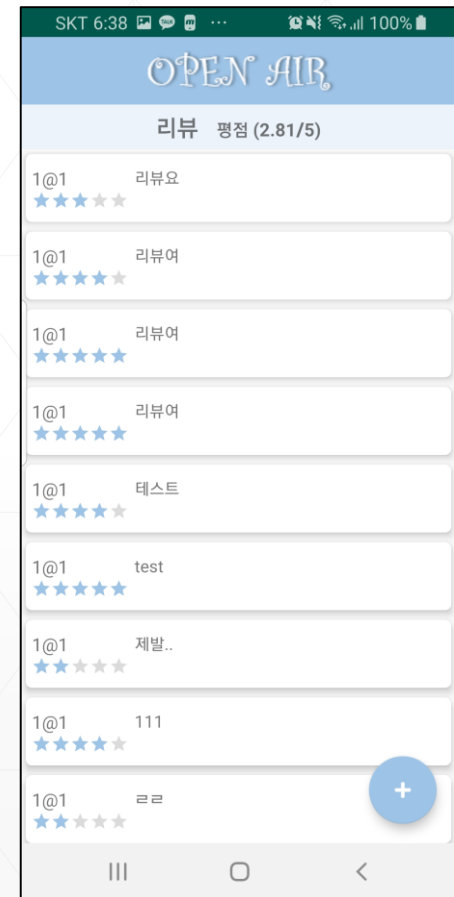 SKT 6:38 ... 100%
OPEN AIR
리뷰 평점 (2.81/5)
1@1 리뷰요
1@1 리뷰여
1@1 리뷰여
1@1 리뷰여
1@1 테스트
1@1 test
1@1 제발..
1@1 111
1@1 ㄹㄹ
+